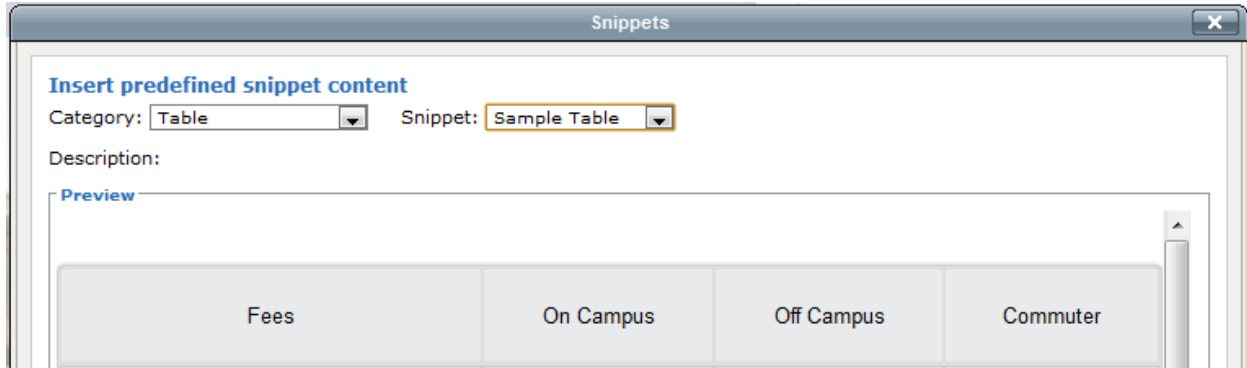 Snippets
Insert predefined snippet content
Category: Table Snippet: Sample Table
Description:
Preview
Fees On Campus Off Campus Commuter